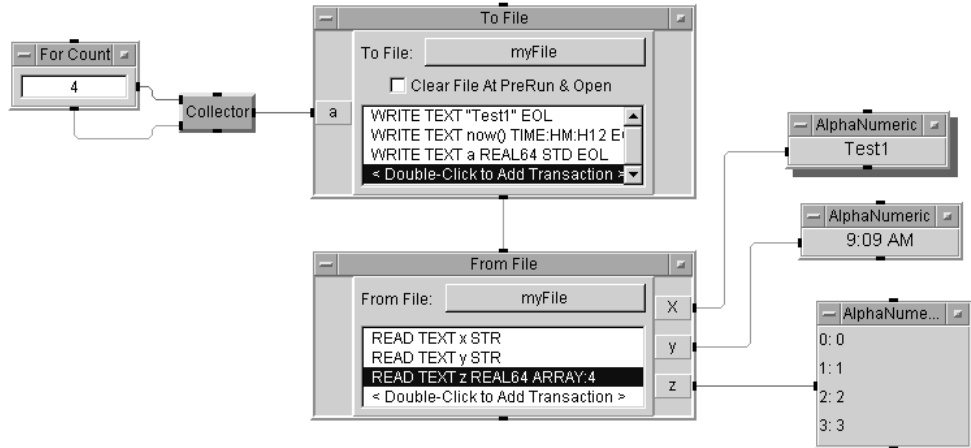 For Count
4
Collector
To File
To File:
myFile
Clear File At PreRun & Open
a
WRITE TEXT "Test1" EOL
WRITE TEXT now() TIME:HM:H12 E
WRITE TEXT a REAL64 STD EOL
< Double-Click to Add Transaction >
From File
From File:
myFile
READ TEXT x STR
READ TEXT y STR
READ TEXT z REAL64 ARRAY:4
< Double-Click to Add Transaction >
X
y
z
AlphaNumeric
Test1
AlphaNumeric
9:09 AM
AlphaNume...
0: 0
1: 1
2: 2
3: 3